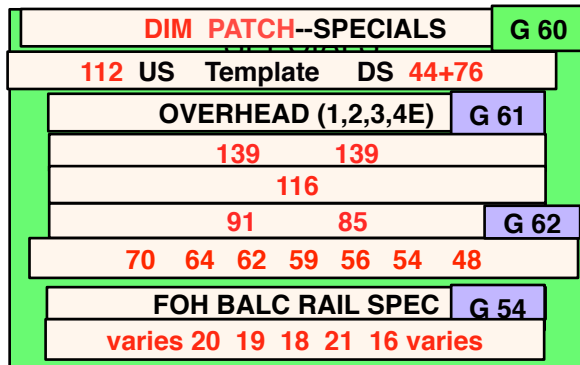 DIM PATCH--SPECIALS G 60
112 US Template DS 44+76
OVERHEAD (1,2,3,4E) G 61
139 139
116
91 85 G 62
70 64 62 59 56 54 48
FOH BALC RAIL SPEC G 54
varies 20 19 18 21 16 varies